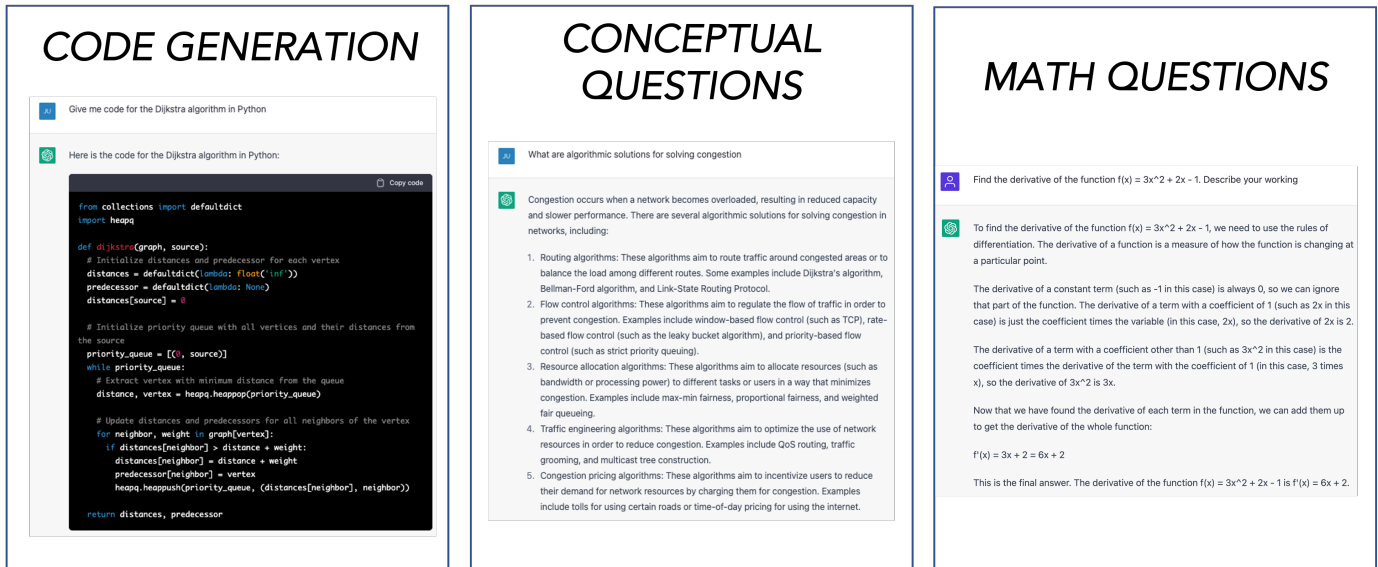 CODE GENERATION
JU
Give me code for the Dijkstra algorithm in Python
Here is the code for the Dijkstra algorithm in Python:
Copy code
from collections import defaultdict
import heapq
def dijkstra(graph, source):
# Initialize distances and predecessor for each vertex
distances = defaultdict(lambda: float('inf'))
predecessor = defaultdict(lambda: None)
distances[source] = 0
# Initialize priority queue with all vertices and their distances from
the source
priority_queue = [(0, source)]
while priority_queue:
# Extract vertex with minimum distance from the queue
distance, vertex = heapq.heappop(priority_queue)
# Update distances and predecessors for all neighbors of the vertex
for neighbor, weight in graph[vertex]:
if distances[neighbor] > distance + weight:
distances[neighbor] = distance + weight
predecessor[neighbor] = vertex
heapq.heappush(priority_queue, (distances[neighbor], neighbor))
return distances, predecessor
CONCEPTUAL
QUESTIONS
JU
What are algorithmic solutions for solving congestion
Congestion occurs when a network becomes overloaded, resulting in reduced capacity
and slower performance. There are several algorithmic solutions for solving congestion in
networks, including:
1. Routing algorithms: These algorithms aim to route traffic around congested areas or to
balance the load among different routes. Some examples include Dijkstra's algorithm,
Bellman-Ford algorithm, and Link-State Routing Protocol.
2. Flow control algorithms: These algorithms aim to regulate the flow of traffic in order to
prevent congestion. Examples include window-based flow control (such as TCP), rate-
based flow control (such as the leaky bucket algorithm), and priority-based flow
control (such as strict priority queuing).
3. Resource allocation algorithms: These algorithms aim to allocate resources (such as
bandwidth or processing power) to different tasks or users in a way that minimizes
congestion. Examples include max-min fairness, proportional fairness, and weighted
fair queueing.
4. Traffic engineering algorithms: These algorithms aim to optimize the use of network
resources in order to reduce congestion. Examples include QoS routing, traffic
grooming, and multicast tree construction.
5. Congestion pricing algorithms: These algorithms aim to incentivize users to reduce
their demand for network resources by charging them for congestion. Examples
include tolls for using certain roads or time-of-day pricing for using the internet.
MATH QUESTIONS
Find the derivative of the function f(x) = 3x^2 + 2x - 1. Describe your working
To find the derivative of the function f(x) = 3x^2 + 2x - 1, we need to use the rules of
differentiation. The derivative of a function is a measure of how the function is changing at
a particular point.
The derivative of a constant term (such as -1 in this case) is always 0, so we can ignore
that part of the function. The derivative of a term with a coefficient of 1 (such as 2x in this
case) is just the coefficient times the variable (in this case, 2x), so the derivative of 2x is 2.
The derivative of a term with a coefficient other than 1 (such as 3x^2 in this case) is the
coefficient times the derivative of the term with the coefficient of 1 (in this case, 3 times
x), so the derivative of 3x^2 is 3x.
Now that we have found the derivative of each term in the function, we can add them up
to get the derivative of the whole function:
f'(x) = 3x + 2 = 6x + 2
This is the final answer. The derivative of the function f(x) = 3x^2 + 2x - 1 is f'(x) = 6x + 2.